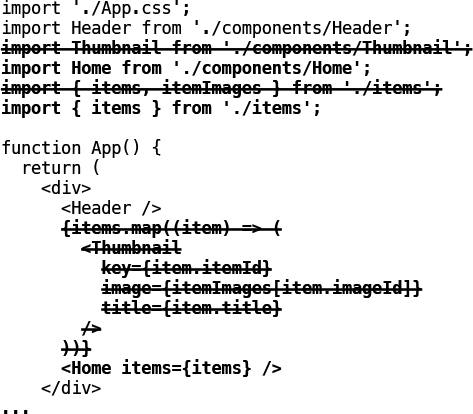 import './App.css';
import Header from './components/Header';
import Thumbnail from './components/Thumbnail';
import Home from './components/Home';
import { items, itemImages } from './items';
import { items } from './items';
function App() {
return (
<div>
<Header />
{items.map((item) => (
<Thumbnail
key={item.itemId}
image={itemImages[item.imageId]}
title={item.title}
/>
))}
<Home items={items} />
</div>
...